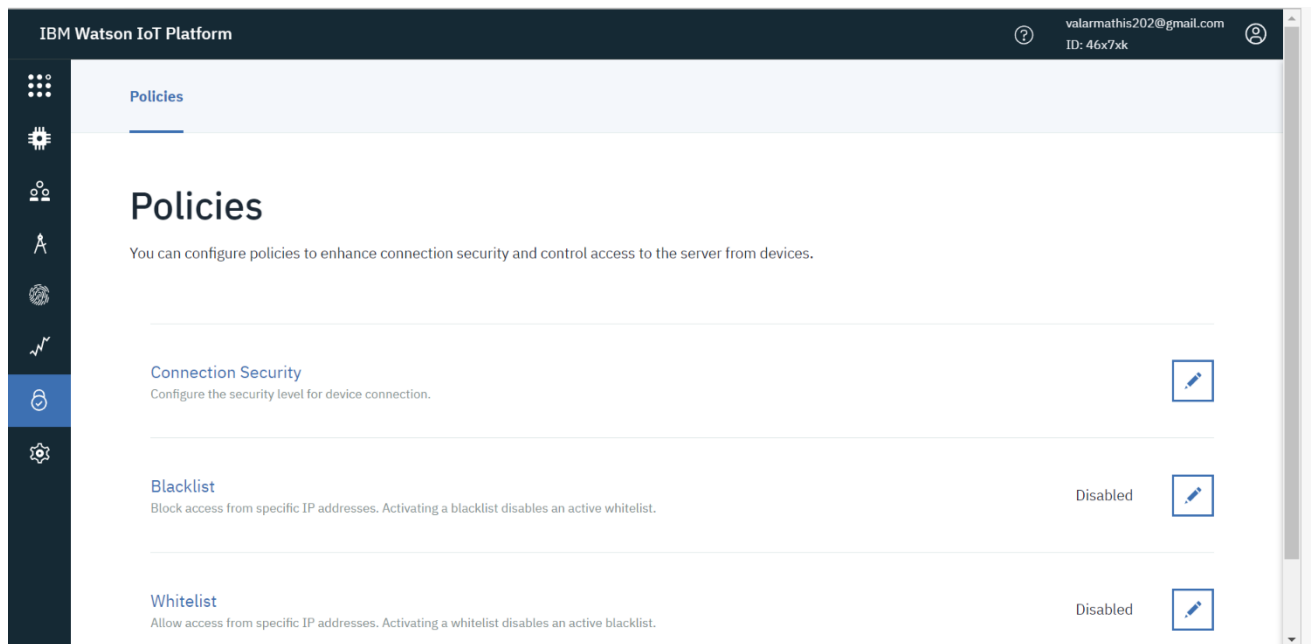 IBM Watson IoT Platform
valarmathis202@gmail.com
ID: 46x7xk
Policies
Policies
You can configure policies to enhance connection security and control access to the server from devices.
Connection Security
Configure the security level for device connection.
Blacklist
Block access from specific IP addresses. Activating a blacklist disables an active whitelist.
Disabled
Whitelist
Allow access from specific IP addresses. Activating a whitelist disables an active blacklist.
Disabled